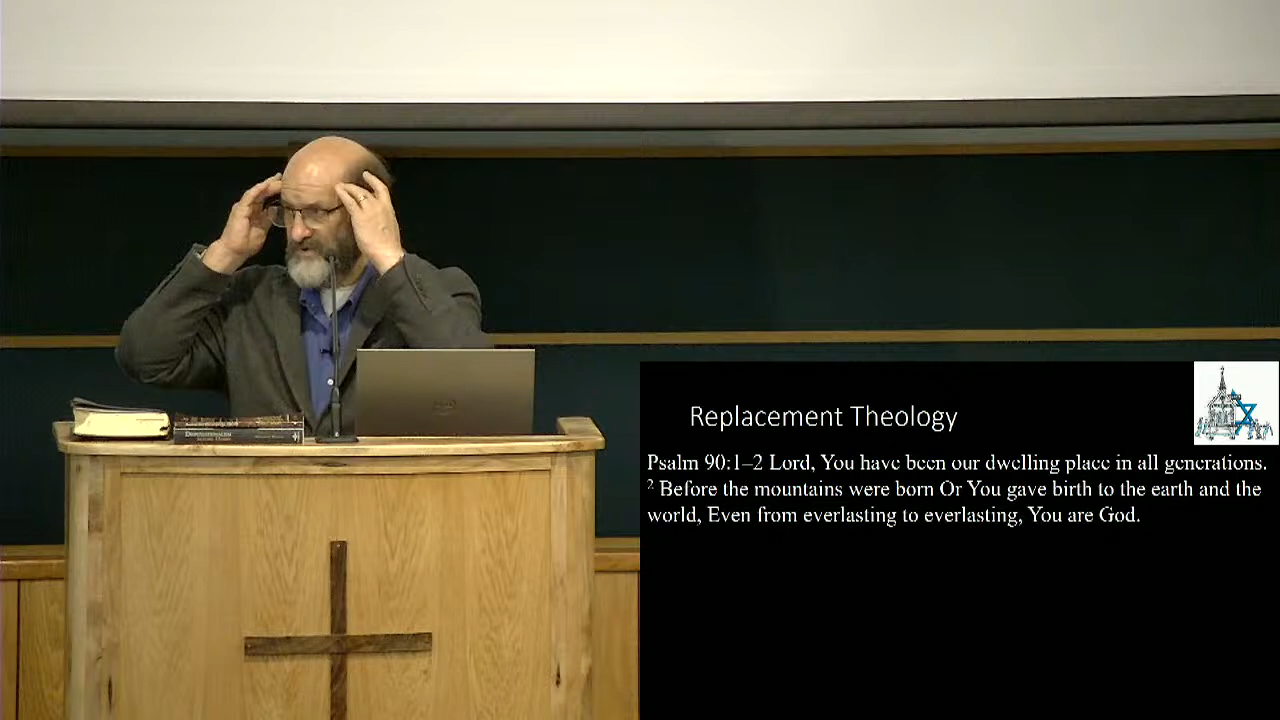 Replacement Theology
Psalm 90:1–2 Lord, You have been our dwelling place in all generations.
2 Before the mountains were born Or You gave birth to the earth and the
world, Even from everlasting to everlasting, You are God.
DISPENSATIONALISM